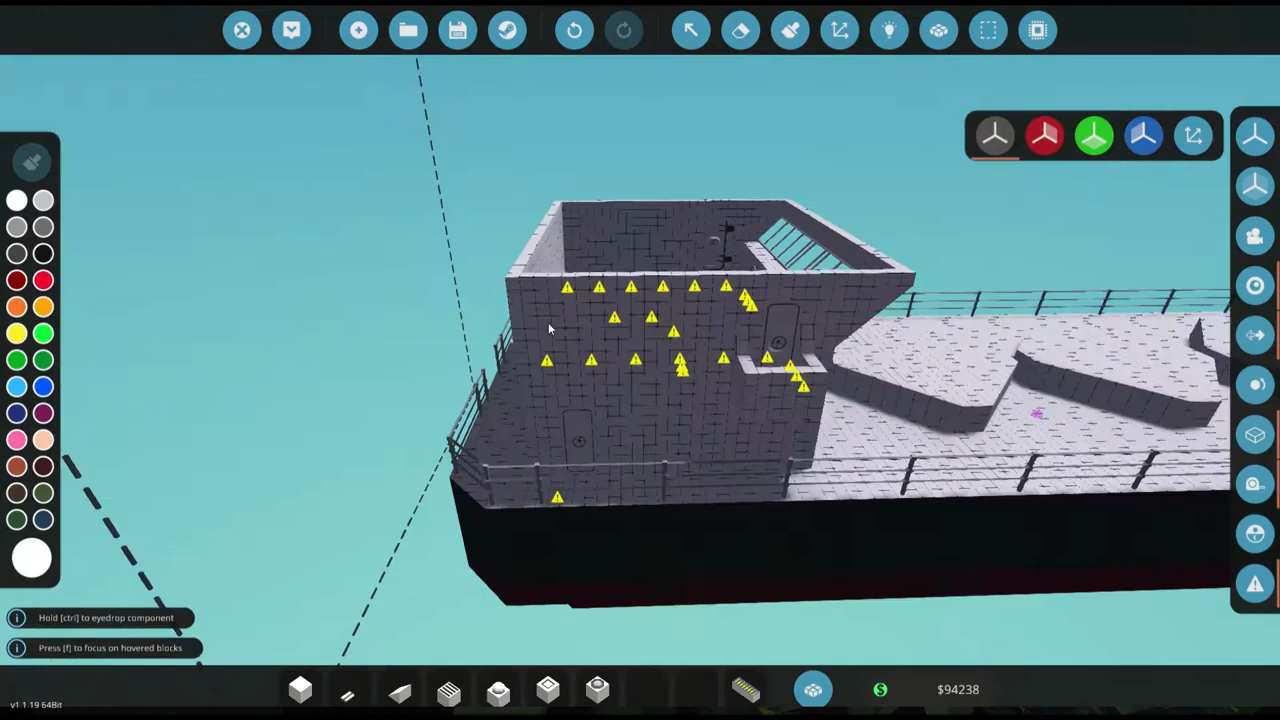 Hold [ctrl] to eyedrop component
Press [f] to focus on hovered blocks
$94238
v1.1.19 64Bit